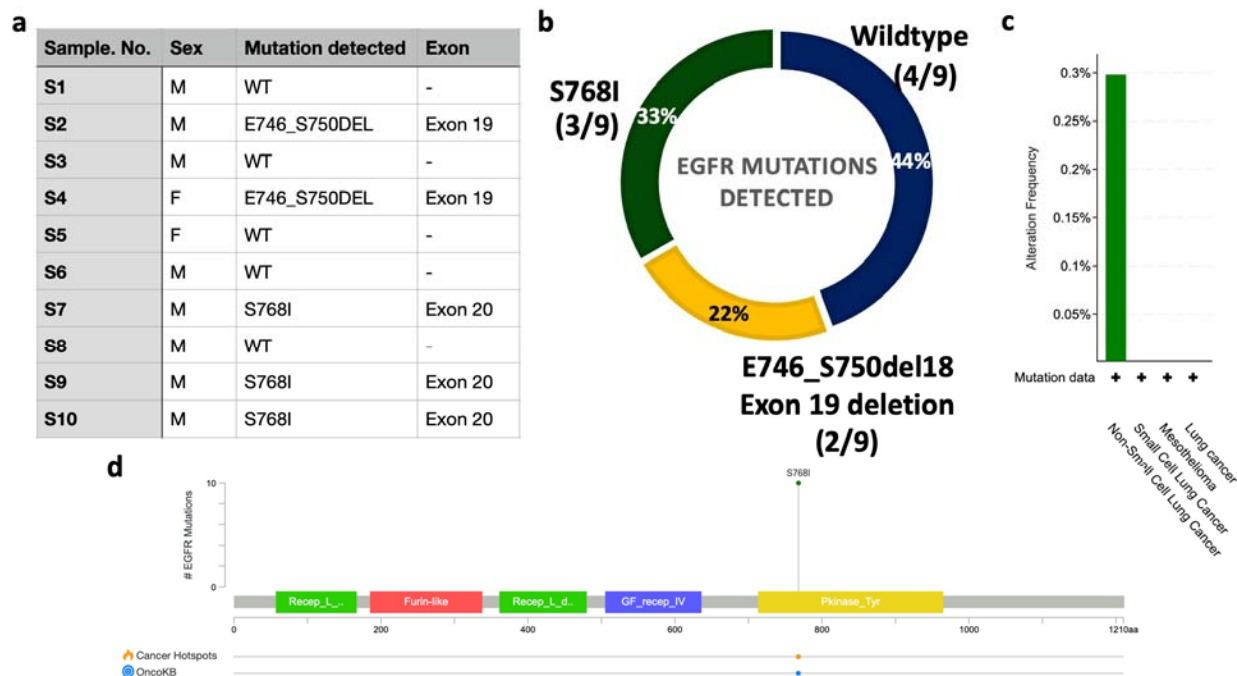 a
Sample. No. Sex Mutation detected Exon
S1 M WT -
S2 M E746_S750DEL Exon 19
S3 M WT -
S4 F E746_S750DEL Exon 19
S5 F WT -
S6 M WT -
S7 M S768I Exon 20
S8 M WT -
S9 M S768I Exon 20
S10 M S768I Exon 20
b
Wildtype
(4/9)
S768I
(3/9)
33%
44%
EGFR MUTATIONS
DETECTED
22%
E746_S750del18
Exon 19 deletion
(2/9)
c
Alteration Frequency
0.3%
0.25%
0.2%
0.15%
0.1%
0.05%
Mutation data + + + +
Non-Small Cell Lung Cancer
Small Cell Lung Cancer
Mesothelioma
Lung cancer
d
S768I
# EGFR Mutations
10
0
Recep_L_.. Furin-like Recep_L_d.. GF_recep_IV Pkinase_Tyr
0 200 400 600 800 1000 1210aa
Cancer Hotspots
OncoKB